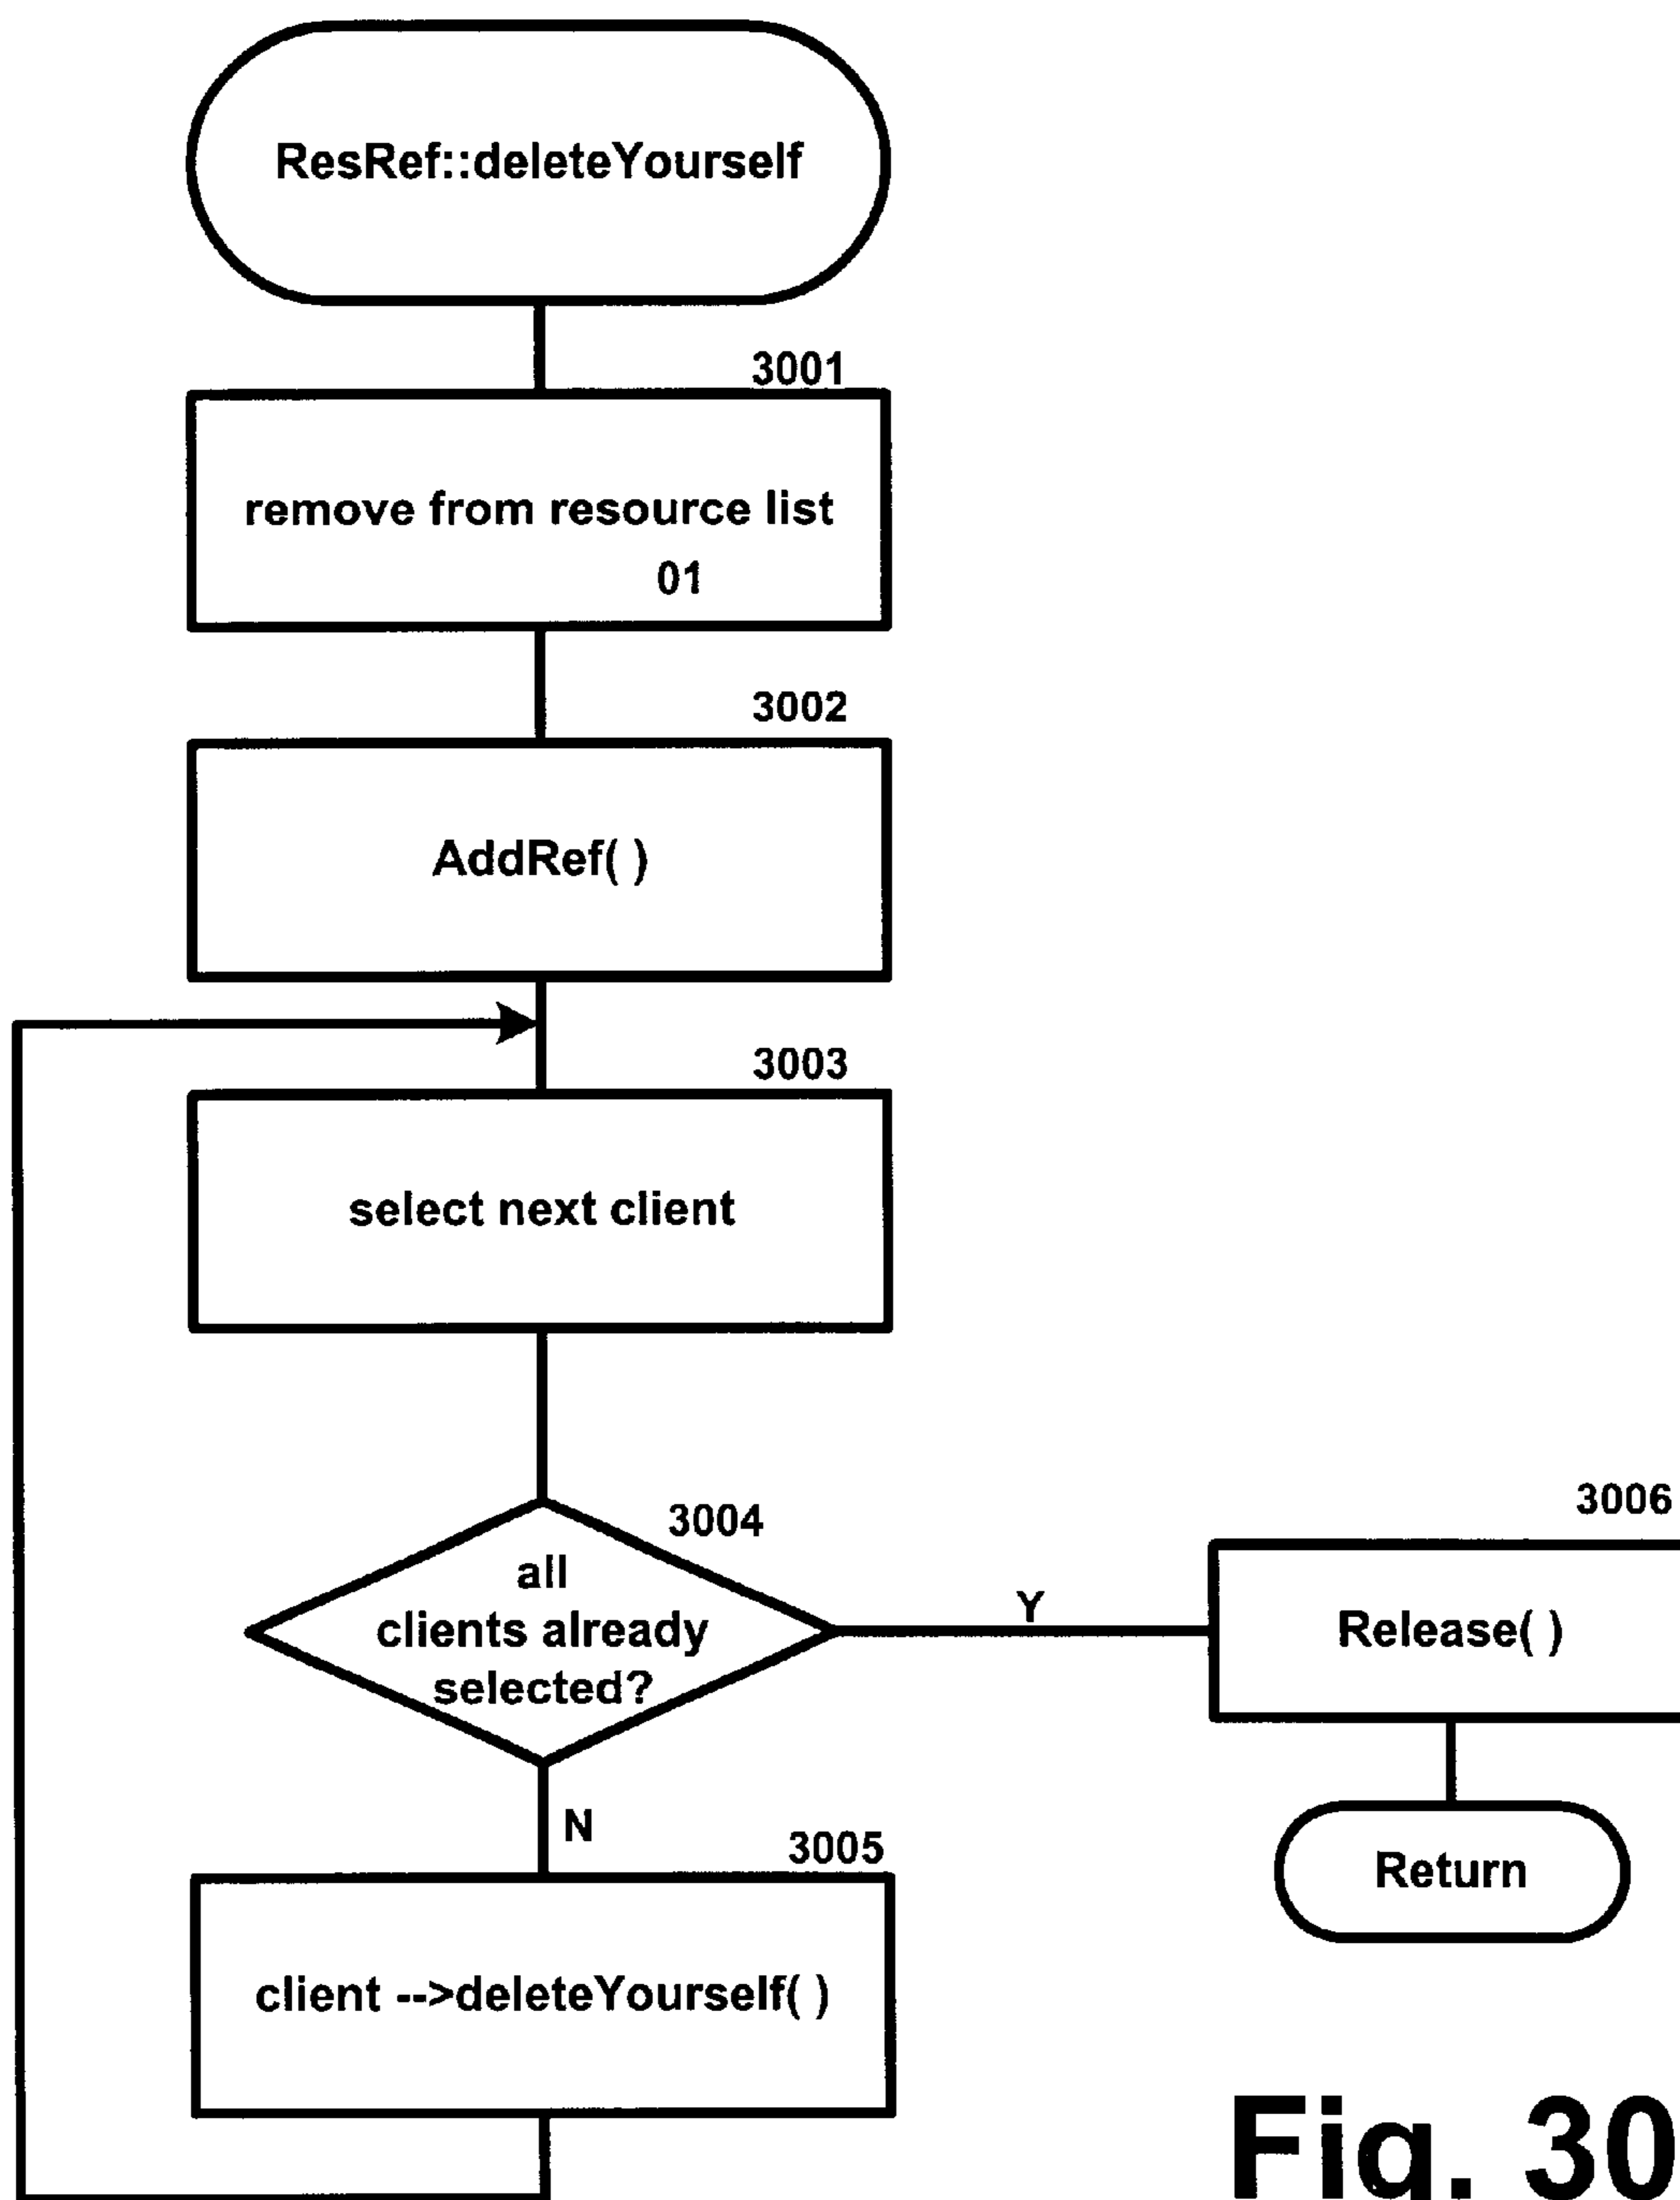 ResRef::deleteYourself
3001
remove from resource list
01
3002
AddRef( )
3003
select next client
3004
all
clients already
selected?
Y
3006
Release( )
Return
N
3005
client -->deleteYourself( )
Fig. 30